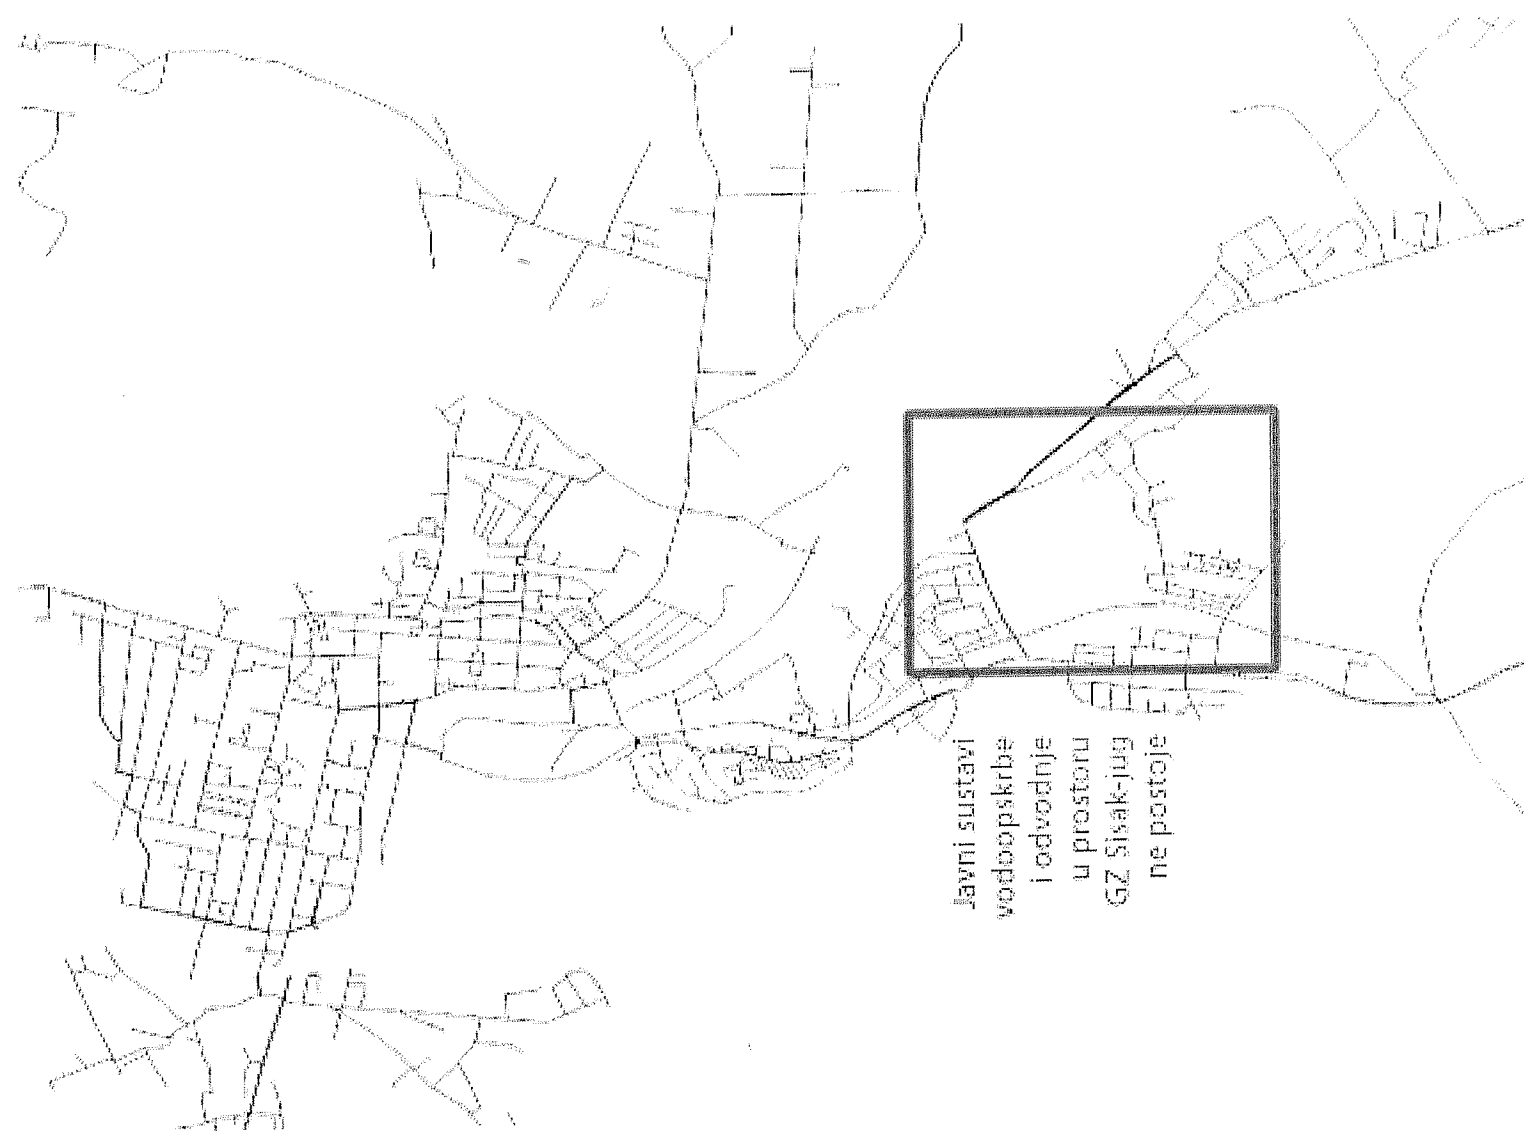 Javni sustavi
vodoopskrbe
i odvodnje
u prostoru
GZ Sisak-jug
ne postoje